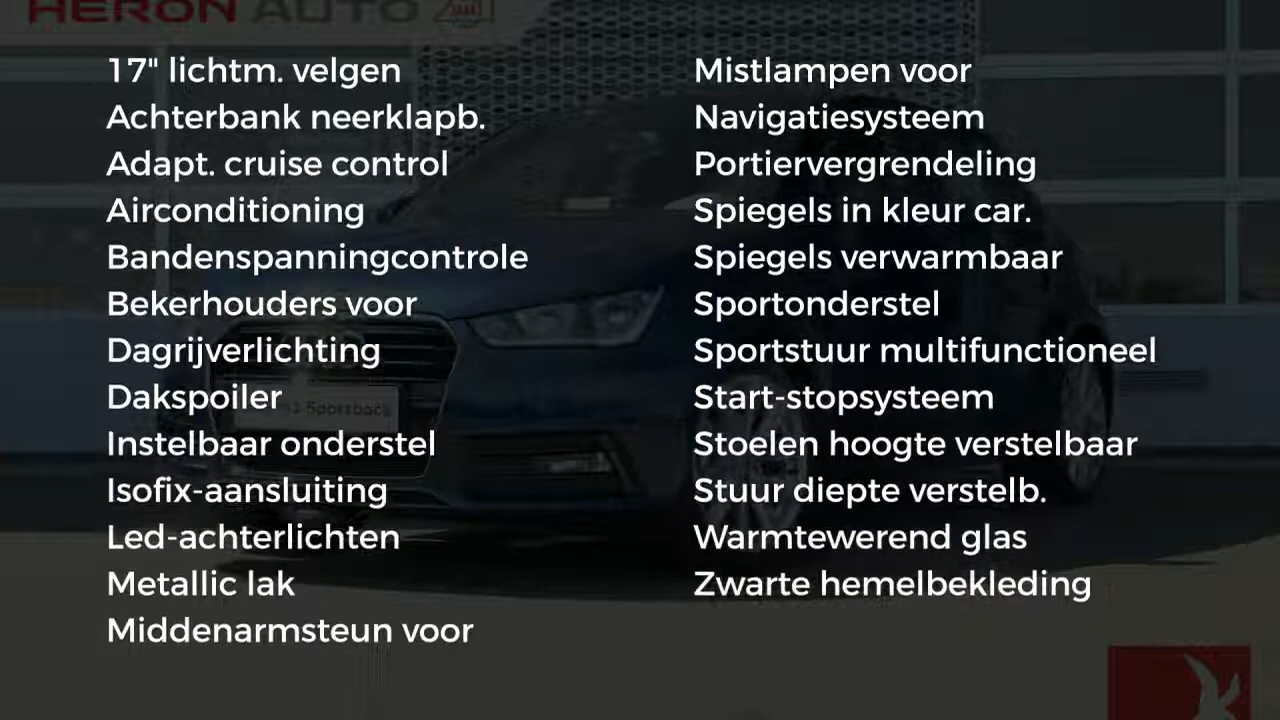 HERON AUTO
17" lichtm. velgen
Achterbank neerklapb.
Adapt. cruise control
Airconditioning
Bandenspanningcontrole
Bekerhouders voor
Dagrijverlichting
Dakspoiler
Instelbaar onderstel
Isofix-aansluiting
Led-achterlichten
Metallic lak
Middenarmsteun voor
Mistlampen voor
Navigatiesysteem
Portiervergrendeling
Spiegels in kleur car.
Spiegels verwarmbaar
Sportonderstel
Sportstuur multifunctioneel
Start-stopsysteem
Stoelen hoogte verstelbaar
Stuur diepte verstelb.
Warmtewerend glas
Zwarte hemelbekleding
Sportback